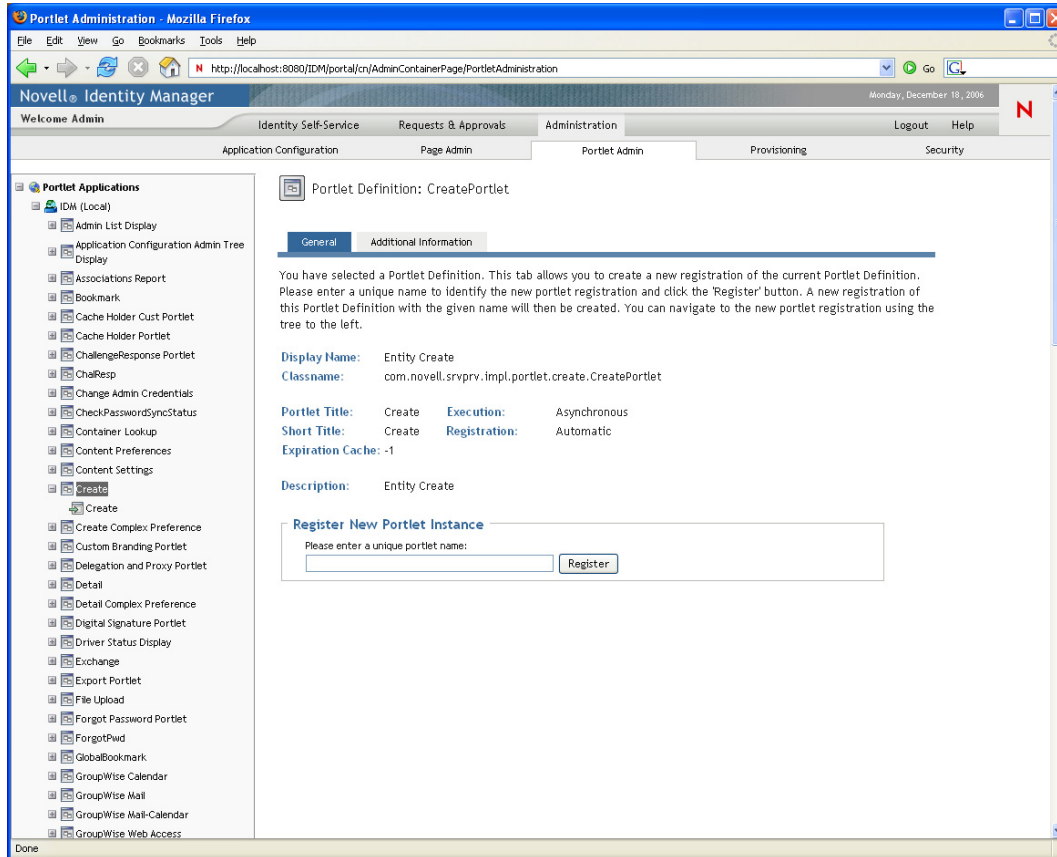 Portlet Administration - Mozilla Firefox
File Edit View Go Bookmarks Tools Help
N http://localhost:8080/IDM/portal/cn/AdminContainerPage/PortletAdministration Go G
Novell® Identity Manager Monday, December 18, 2006
N
Welcome Admin Identity Self-Service Requests & Approvals Administration Logout Help
Application Configuration Page Admin Portlet Admin Provisioning Security
Portlet Applications
IDM (Local)
Admin List Display
Application Configuration Admin Tree
Display
Associations Report
Bookmark
Cache Holder Cust Portlet
Cache Holder Portlet
ChallengeResponse Portlet
ChalResp
Change Admin Credentials
CheckPasswordSyncStatus
Container Lookup
Content Preferences
Content Settings
Create
Create
Create Complex Preference
Custom Branding Portlet
Delegation and Proxy Portlet
Detail
Detail Complex Preference
Digital Signature Portlet
Driver Status Display
Exchange
Export Portlet
File Upload
Forgot Password Portlet
ForgotPwd
GlobalBookmark
GroupWise Calendar
GroupWise Mail
GroupWise Mail-Calendar
GroupWise Web Access
Portlet Definition: CreatePortlet
General Additional Information
You have selected a Portlet Definition. This tab allows you to create a new registration of the current Portlet Definition.
Please enter a unique name to identify the new portlet registration and click the 'Register' button. A new registration of
this Portlet Definition with the given name will then be created. You can navigate to the new portlet registration using the
tree to the left.
Display Name: Entity Create
Classname: com.novell.srvprv.impl.portlet.create.CreatePortlet
Portlet Title: Create Execution: Asynchronous
Short Title: Create Registration: Automatic
Expiration Cache: -1
Description: Entity Create
Register New Portlet Instance
Please enter a unique portlet name:
Register
Done